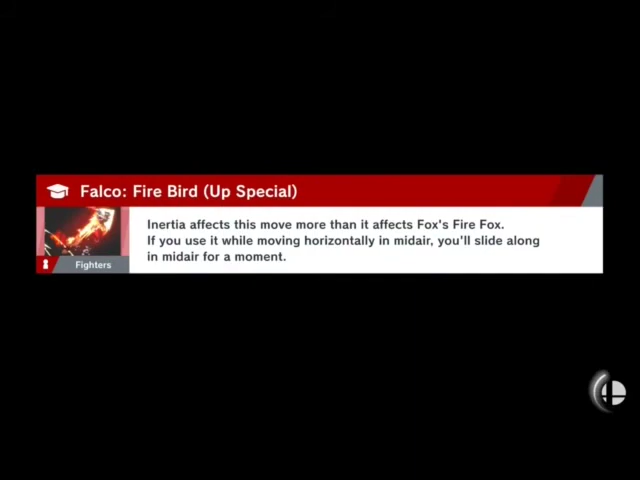 Falco: Fire Bird (Up Special)
Inertia affects this move more than it affects Fox's Fire Fox.
If you use it while moving horizontally in midair, you'll slide along
in midair for a moment.
Fighters